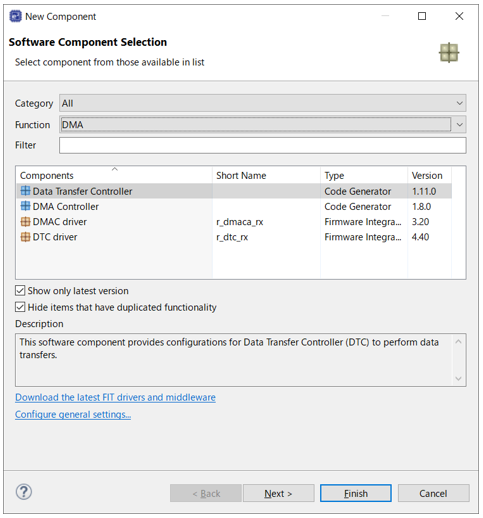 New Component
Software Component Selection
Select component from those available in list
Category All
Function DMA
Filter
Components Short Name Type Version
Data Transfer Controller Code Generator 1.11.0
DMA Controller Code Generator 1.8.0
DMAC driver r_dmaca_rx Firmware Integra... 3.20
DTC driver r_dtc_rx Firmware Integra... 4.40
Show only latest version
Hide items that have duplicated functionality
Description
This software component provides configurations for Data Transfer Controller (DTC) to perform data
transfers.
Download the latest FIT drivers and middleware
Configure general settings...
? < Back Next > Finish Cancel